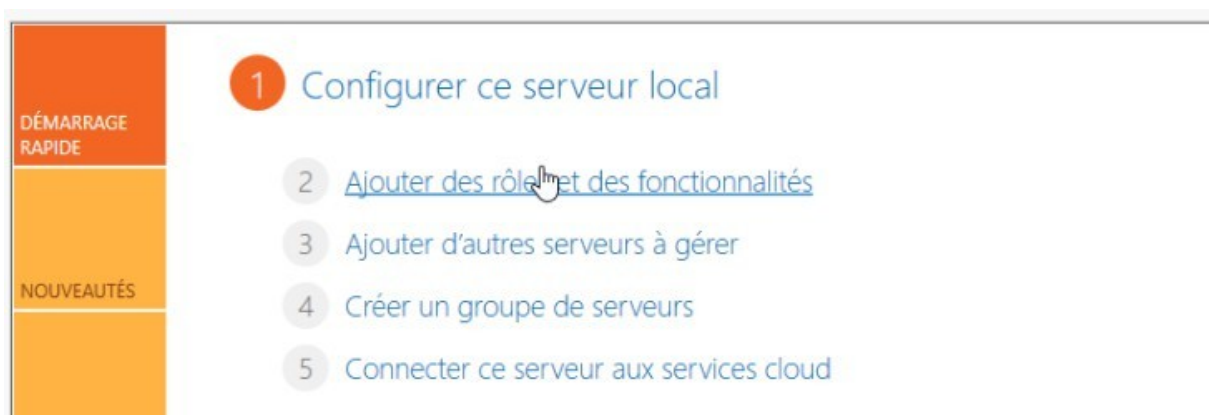 DÉMARRAGE
RAPIDE
NOUVEAUTÉS
1 Configurer ce serveur local
2 Ajouter des rôles et des fonctionnalités
3 Ajouter d'autres serveurs à gérer
4 Créer un groupe de serveurs
5 Connecter ce serveur aux services cloud